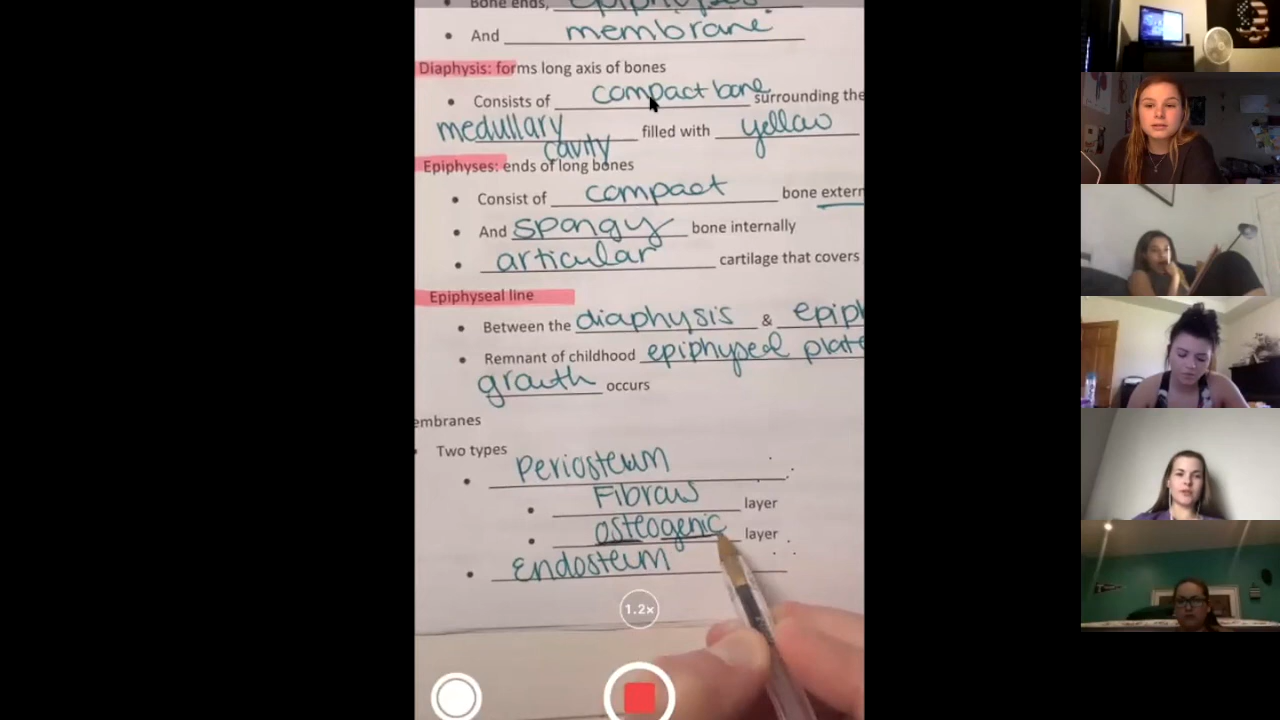 Bone ends, epiphyses
And membrane
Diaphysis: forms long axis of bones
Consists of compact bone surrounding the
medullary cavity filled with yellow
Epiphyses: ends of long bones
Consist of compact bone extern
And spongy bone internally
articular cartilage that covers
Epiphyseal line
Between the diaphysis & epiph
Remnant of childhood epiphyseal plate
growth occurs
embranes
Two types
Periosteum
Fibrous layer
osteogenic layer
Endosteum
1.2x